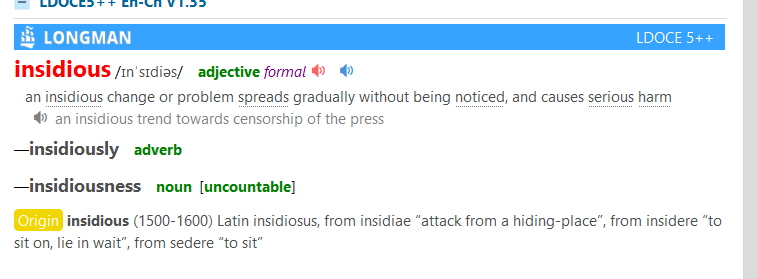 LDOCE5++ En-Ch V1.35
LONGMAN LDOCE 5++
insidious /ɪnˈsɪdiəs/ adjective formal
an insidious change or problem spreads gradually without being noticed, and causes serious harm
an insidious trend towards censorship of the press
—insidiously adverb
—insidiousness noun [uncountable]
Origin insidious (1500-1600) Latin insidiosus, from insidiae “attack from a hiding-place”, from insidere “to
sit on, lie in wait”, from sedere “to sit”